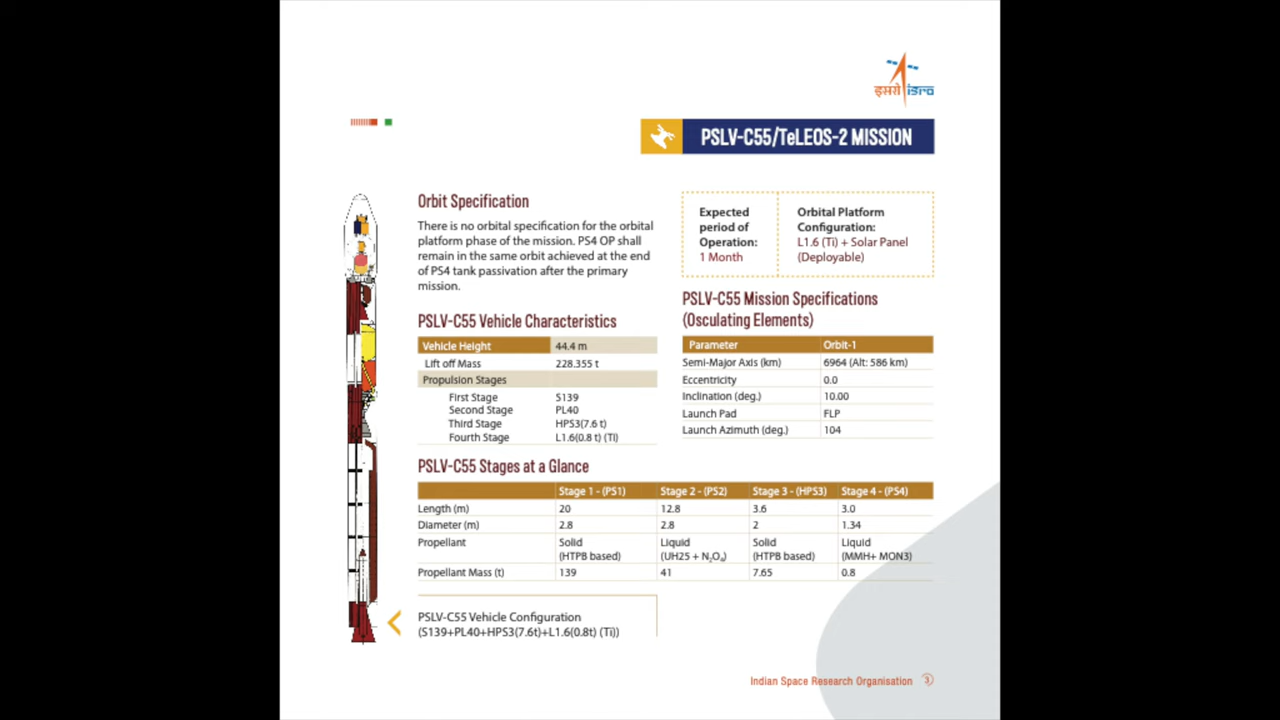 इसरो isro
PSLV-C55/TeLEOS-2 MISSION
Orbit Specification
There is no orbital specification for the orbital
platform phase of the mission. PS4 OP shall
remain in the same orbit achieved at the end
of PS4 tank passivation after the primary
mission.
Expected
period of
Operation:
1 Month
Orbital Platform
Configuration:
L1.6 (Ti) + Solar Panel
(Deployable)
PSLV-C55 Vehicle Characteristics
Vehicle Height 44.4 m
Lift off Mass 228.355 t
Propulsion Stages
First Stage S139
Second Stage PL40
Third Stage HPS3(7.6 t)
Fourth Stage L1.6(0.8 t) (Ti)
PSLV-C55 Mission Specifications
(Osculating Elements)
Parameter Orbit-1
Semi-Major Axis (km) 6964 (Alt: 586 km)
Eccentricity 0.0
Inclination (deg.) 10.00
Launch Pad FLP
Launch Azimuth (deg.) 104
PSLV-C55 Stages at a Glance
Stage 1 - (PS1) Stage 2 - (PS2) Stage 3 - (HPS3) Stage 4 - (PS4)
Length (m) 20 12.8 3.6 3.0
Diameter (m) 2.8 2.8 2 1.34
Propellant Solid Liquid Solid Liquid
(HTPB based) (UH25 + N₂O₄) (HTPB based) (MMH+ MON3)
Propellant Mass (t) 139 41 7.65 0.8
PSLV-C55 Vehicle Configuration
(S139+PL40+HPS3(7.6t)+L1.6(0.8t) (Ti))
Indian Space Research Organisation 3